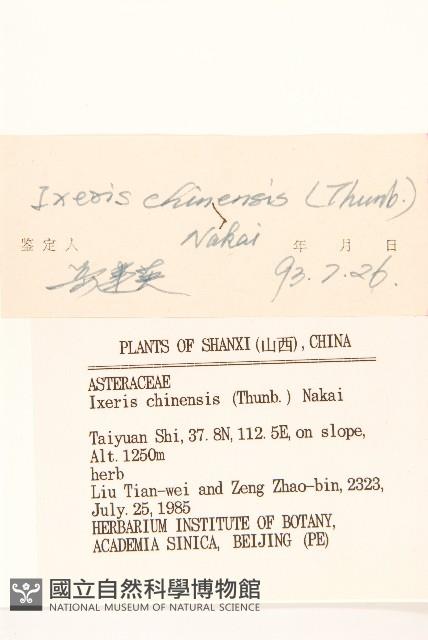 Ixeris chinensis (Thunb.)
Nakai
鉴定人 年 月 日
93.7.26.
PLANTS OF SHANXI (山西), CHINA
ASTERACEAE
Ixeris chinensis (Thunb.) Nakai
Taiyuan Shi, 37.8N, 112.5E, on slope,
Alt. 1250m
herb
Liu Tian-wei and Zeng Zhao-bin, 2323,
July. 25, 1985
HERBARIUM INSTITUTE OF BOTANY,
ACADEMIA SINICA, BEIJING (PE)
國立自然科學博物館
NATIONAL MUSEUM OF NATURAL SCIENCE